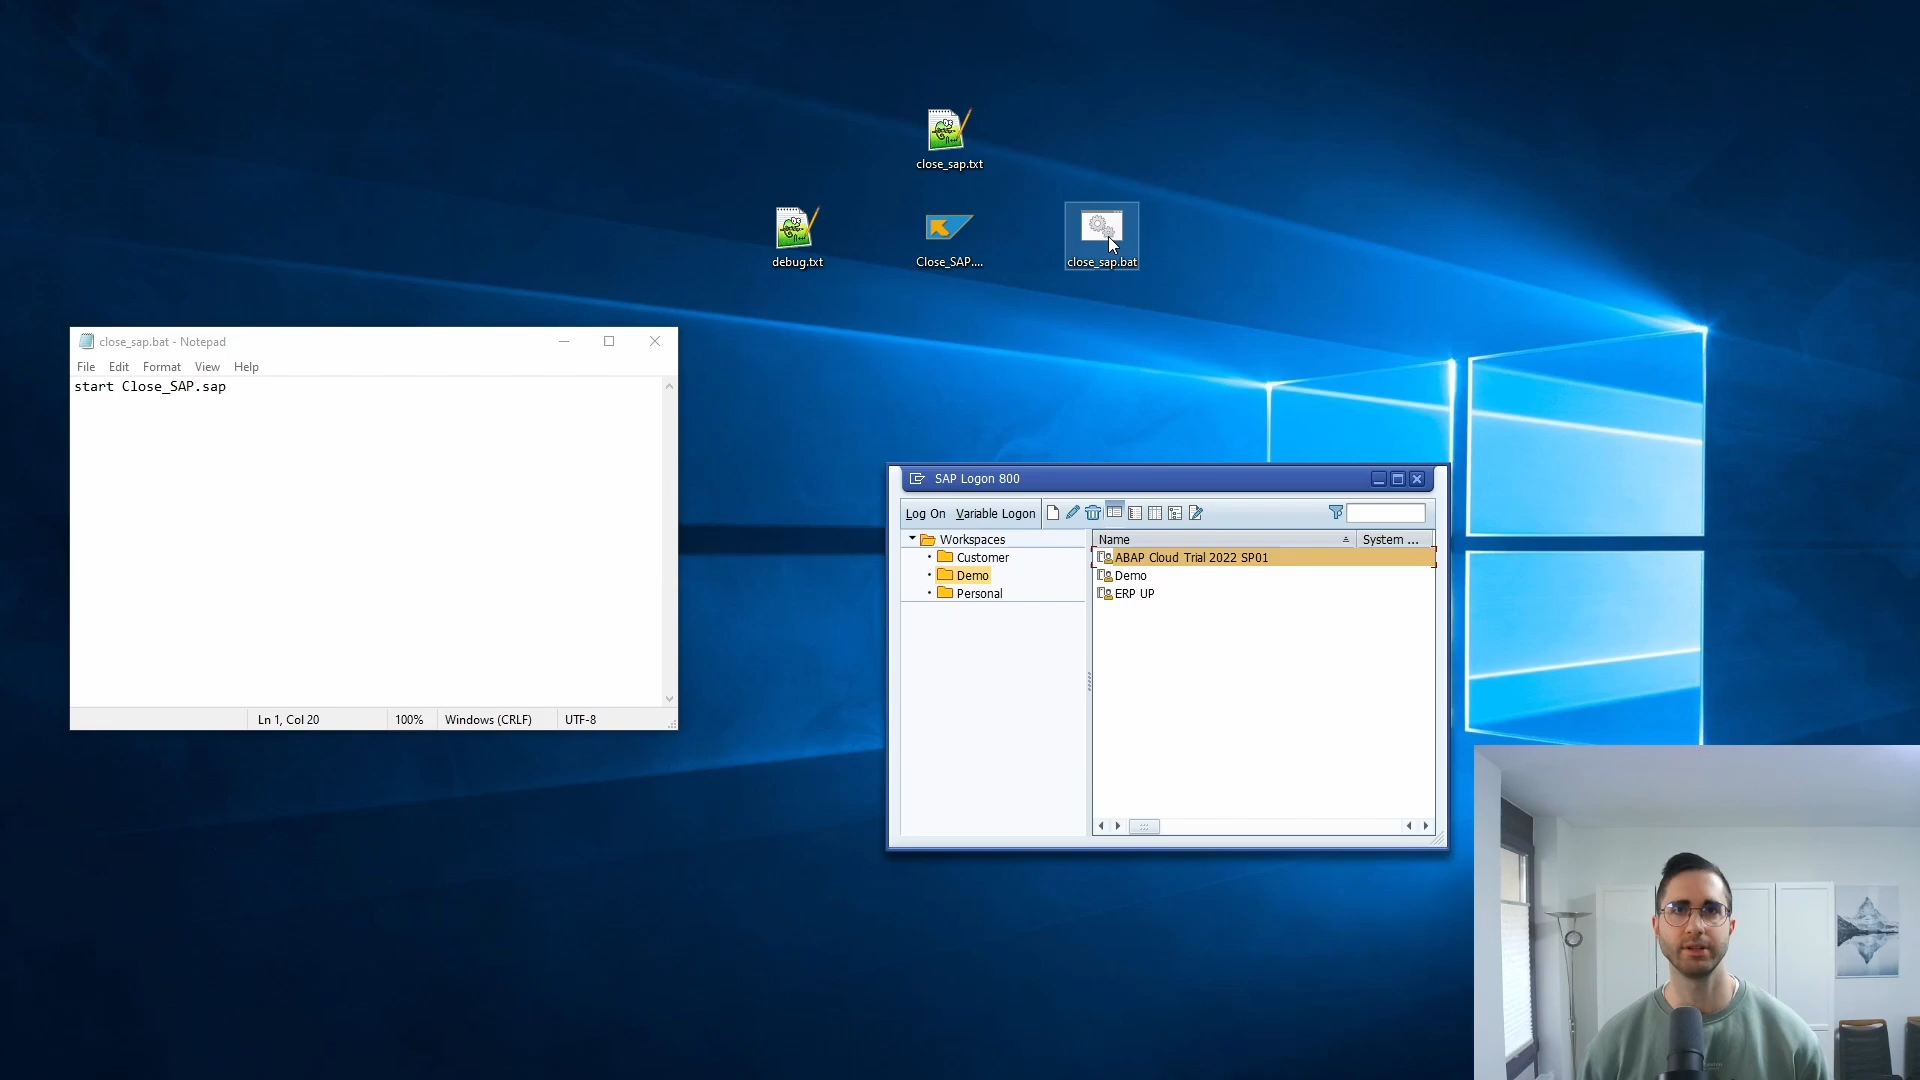 close_sap.txt
debug.txt
Close_SAP....
close_sap.bat
close_sap.bat - Notepad
File Edit Format View Help
start Close_SAP.sap
Ln 1, Col 20 100% Windows (CRLF) UTF-8
SAP Logon 800
Log On Variable Logon
Workspaces
Customer
Demo
Personal
Name System ...
ABAP Cloud Trial 2022 SP01
Demo
ERP UP